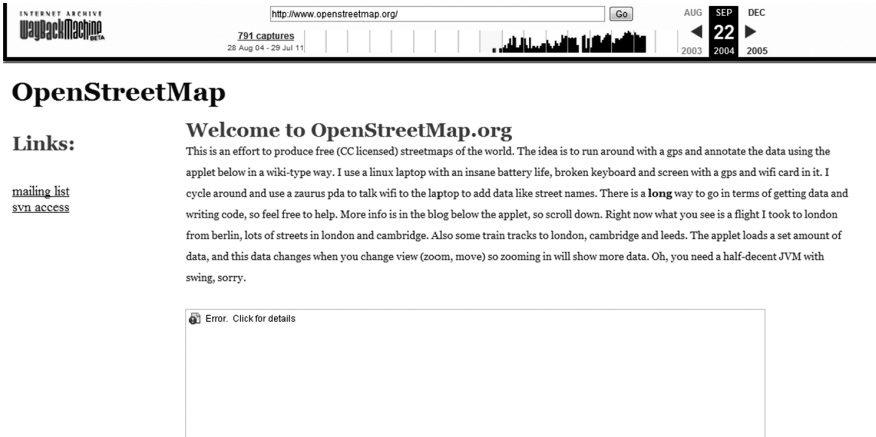 INTERNET ARCHIVE
WayBackMachine
BETA
http://www.openstreetmap.org/
Go
791 captures
28 Aug 04 - 29 Jul 11
AUG SEP DEC
22
2003 2004 2005
OpenStreetMap
Links:
mailing list
svn access
Welcome to OpenStreetMap.org
This is an effort to produce free (CC licensed) streetmaps of the world. The idea is to run around with a gps and annotate the data using the
applet below in a wiki-type way. I use a linux laptop with an insane battery life, broken keyboard and screen with a gps and wifi card in it. I
cycle around and use a zaurus pda to talk wifi to the laptop to add data like street names. There is a long way to go in terms of getting data and
writing code, so feel free to help. More info is in the blog below the applet, so scroll down. Right now what you see is a flight I took to london
from berlin, lots of streets in london and cambridge. Also some train tracks to london, cambridge and leeds. The applet loads a set amount of
data, and this data changes when you change view (zoom, move) so zooming in will show more data. Oh, you need a half-decent JVM with
swing, sorry.
Error. Click for details